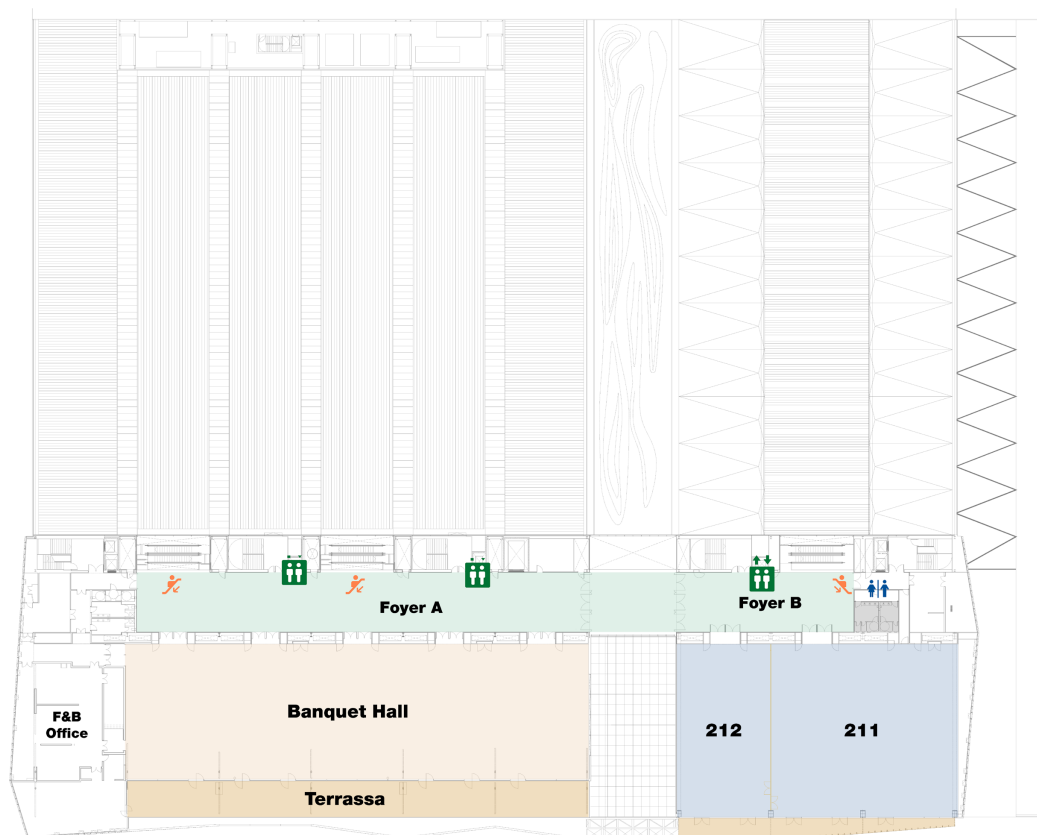 Foyer A
Foyer B
F&B
Office
Banquet Hall
212
211
Terrassa